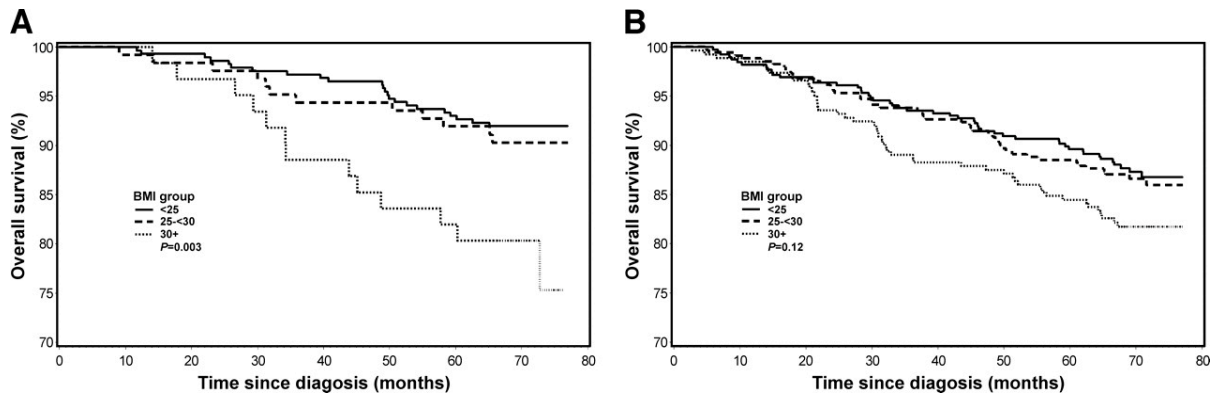 A
Overall survival (%)
100
95
90
85
80
75
70
BMI group
<25
25-<30
30+
P=0.003
0 10 20 30 40 50 60 70 80
Time since diagosis (months)
B
Overall survival (%)
100
95
90
85
80
75
70
BMI group
<25
25-<30
30+
P=0.12
0 10 20 30 40 50 60 70 80
Time since diagosis (months)